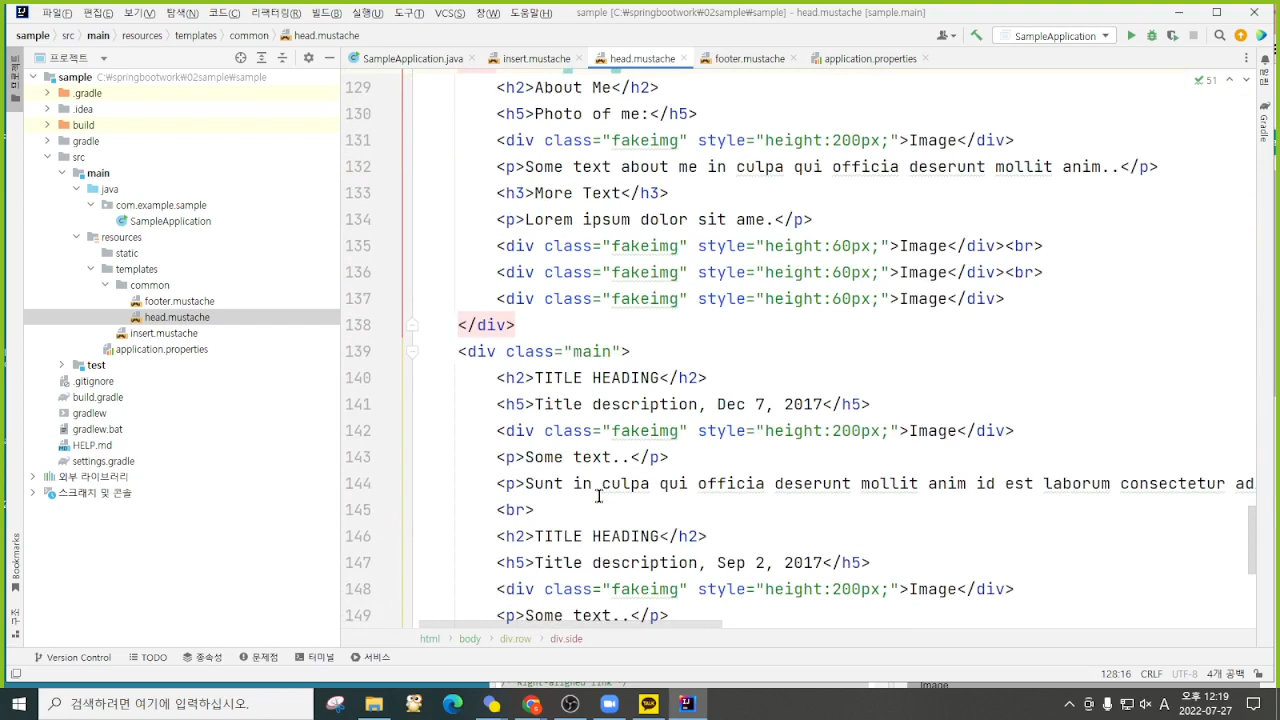 파일(F) 편집(E) 보기(V) 탐색(N) 코드(C) 리팩터링(R) 빌드(B) 실행(U) 도구(T) VCS(S) 창(W) 도움말(H) sample [C:₩springbootwork₩02sample₩sample] – head.mustache [sample.main]
sample src main resources templates common head.mustache SampleApplication
프로젝트 SampleApplication.java insert.mustache head.mustache footer.mustache application.properties
sample C:₩springbootwork₩02sample₩sample
.gradle
.idea
build
gradle
src
main
java
com.example.sample
SampleApplication
resources
static
templates
common
footer.mustache
head.mustache
insert.mustache
application.properties
test
.gitignore
build.gradle
gradlew
gradlew.bat
HELP.md
settings.gradle
외부 라이브러리
스크래치 및 콘솔
Bookmarks
구조
Gradle
51
129 <h2>About Me</h2>
130 <h5>Photo of me:</h5>
131 <div class="fakeimg" style="height:200px;">Image</div>
132 <p>Some text about me in culpa qui officia deserunt mollit anim..</p>
133 <h3>More Text</h3>
134 <p>Lorem ipsum dolor sit ame.</p>
135 <div class="fakeimg" style="height:60px;">Image</div><br>
136 <div class="fakeimg" style="height:60px;">Image</div><br>
137 <div class="fakeimg" style="height:60px;">Image</div>
138 </div>
139 <div class="main">
140 <h2>TITLE HEADING</h2>
141 <h5>Title description, Dec 7, 2017</h5>
142 <div class="fakeimg" style="height:200px;">Image</div>
143 <p>Some text..</p>
144 <p>Sunt in culpa qui officia deserunt mollit anim id est laborum consectetur ad
145 <br>
146 <h2>TITLE HEADING</h2>
147 <h5>Title description, Sep 2, 2017</h5>
148 <div class="fakeimg" style="height:200px;">Image</div>
149 <p>Some text..</p>
html body div.row div.side
Version Control TODO 종속성 문제점 터미널 서비스
128:16 CRLF UTF-8 4개 공백
검색하려면 여기에 입력하십시오.
TALK
A 오후 12:19
2022-07-27